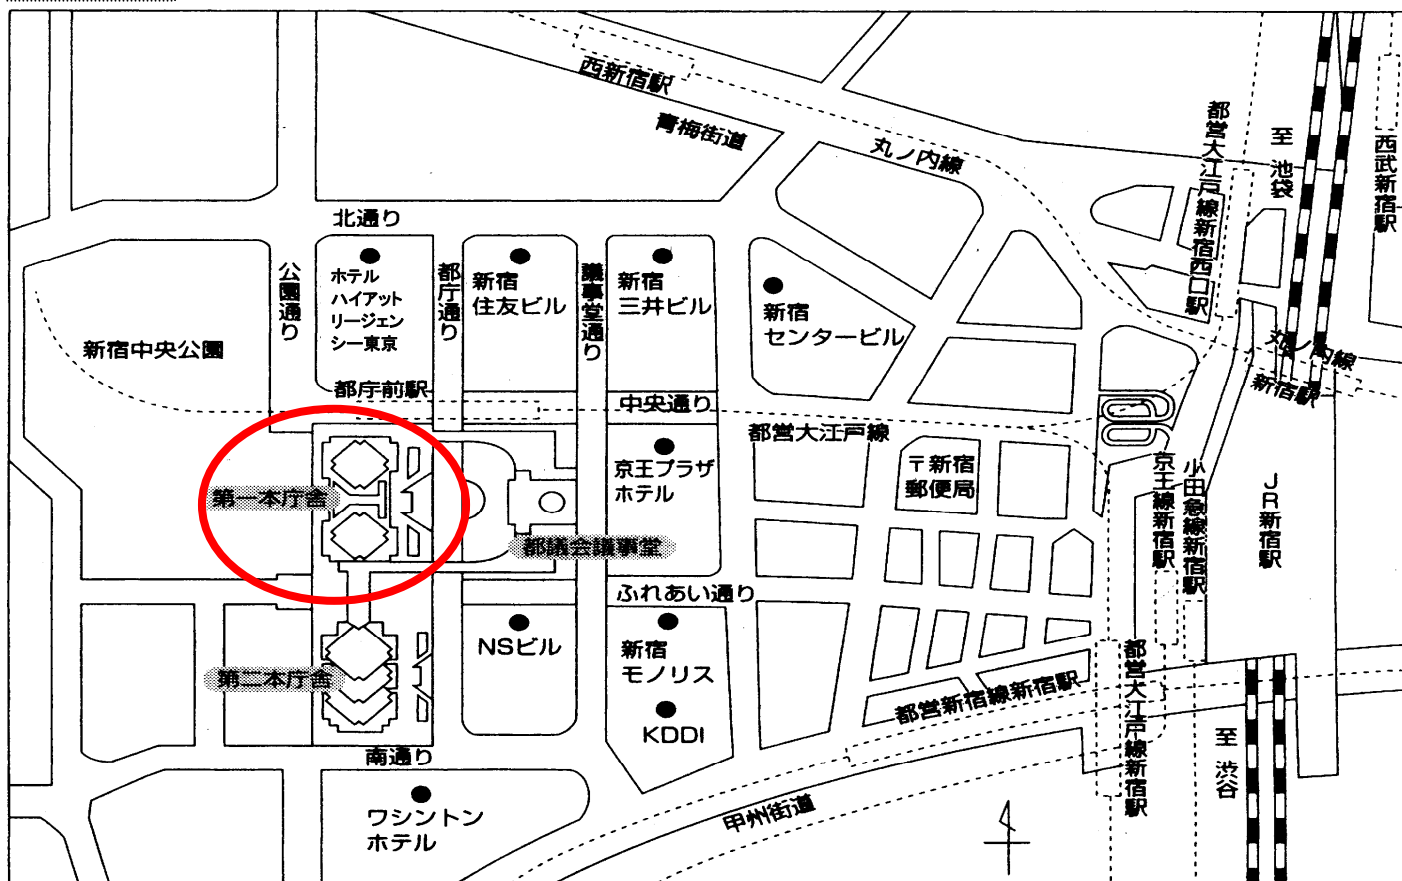 西新宿駅
青梅街道
丸ノ内線
都営大江戸線新宿西口駅
至 池袋
西武新宿駅
北通り
公園通り
ホテル
ハイアット
リージェン
シー東京
都庁通り
新宿
住友ビル
議事堂通り
新宿
三井ビル
新宿
センタービル
丸ノ内線
新宿駅
新宿中央公園
都庁前駅
中央通り
都営大江戸線
第一本庁舎
京王プラザ
ホテル
〒新宿
郵便局
京王線新宿駅
小田急線新宿駅
JR新宿駅
都議会議事堂
ふれあい通り
NSビル
新宿
モノリス
KDDI
第二本庁舎
都営新宿線新宿駅
都営大江戸線新宿駅
至 渋谷
南通り
ワシントン
ホテル
甲州街道